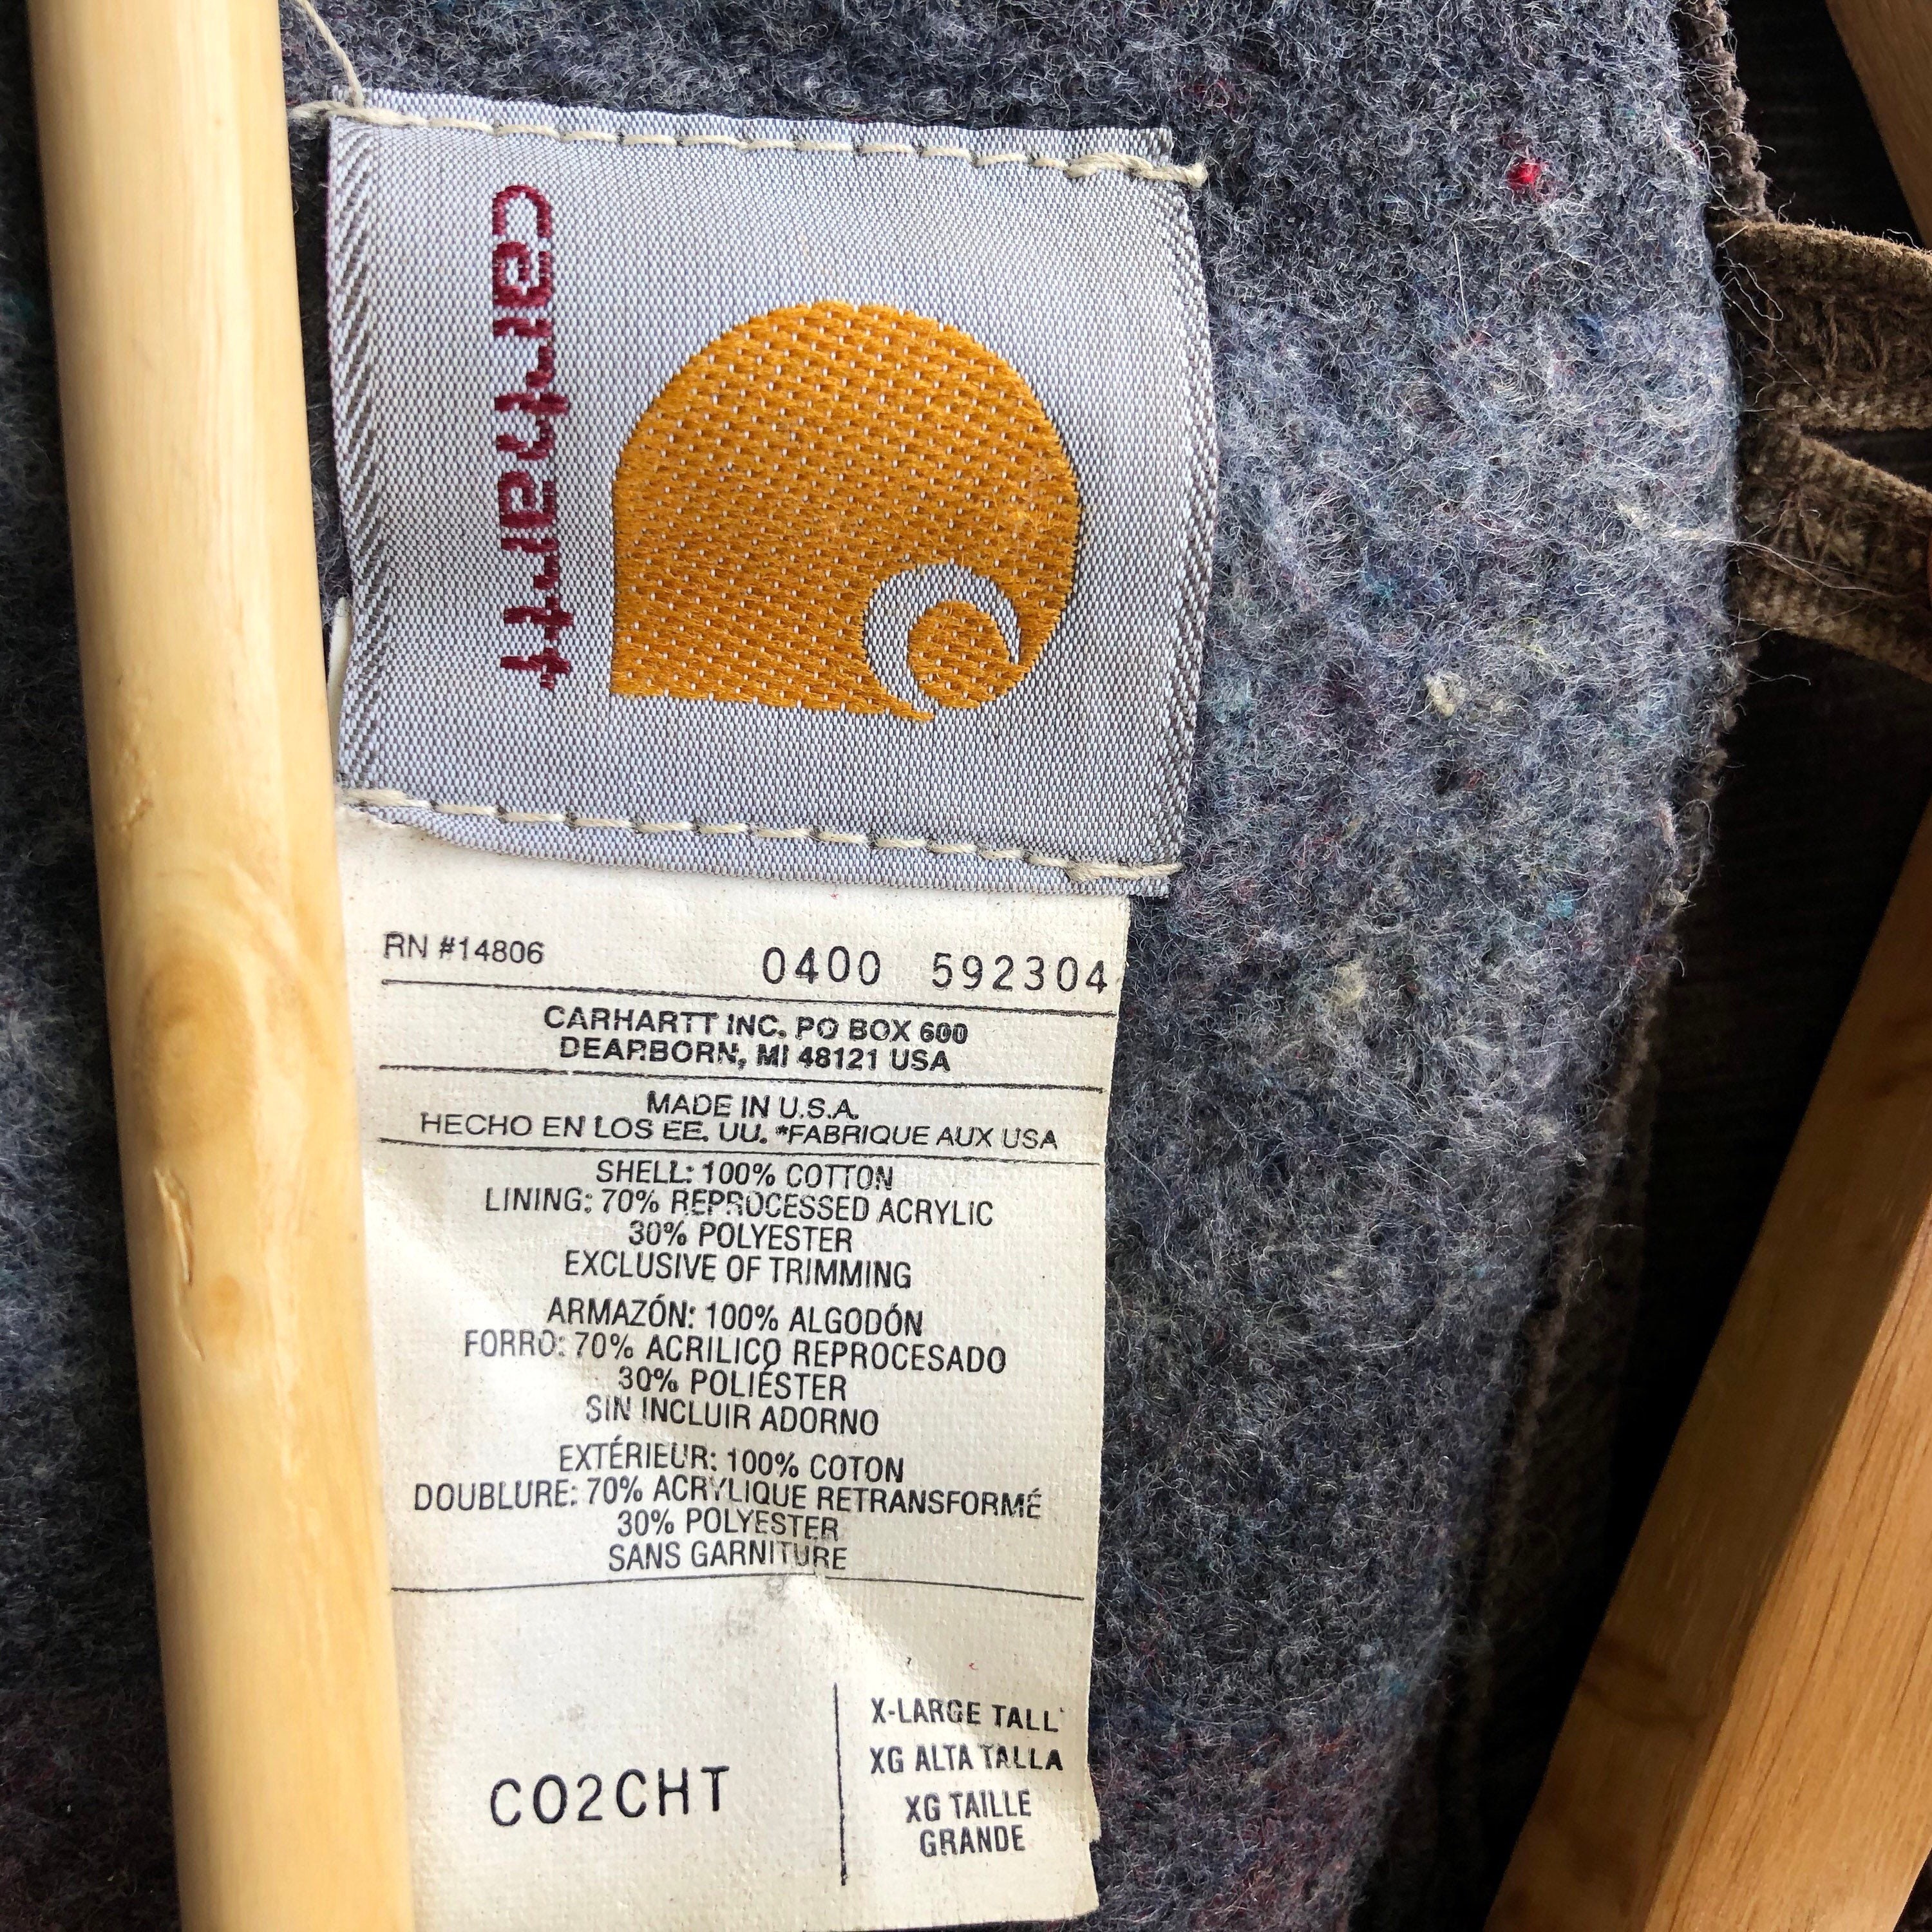 carhartt
RN #14806 0400 592304
CARHARTT INC. PO BOX 600
DEARBORN, MI 48121 USA
MADE IN U.S.A.
HECHO EN LOS EE. UU. *FABRIQUE AUX USA
SHELL: 100% COTTON
LINING: 70% REPROCESSED ACRYLIC
30% POLYESTER
EXCLUSIVE OF TRIMMING
ARMAZÓN: 100% ALGODÓN
FORRO: 70% ACRILICO REPROCESADO
30% POLIÉSTER
SIN INCLUIR ADORNO
EXTÉRIEUR: 100% COTON
DOUBLURE: 70% ACRYLIQUE RETRANSFORMÉ
30% POLYESTER
SANS GARNITURE
CO2CHT
X-LARGE TALL
XG ALTA TALLA
XG TAILLE
GRANDE